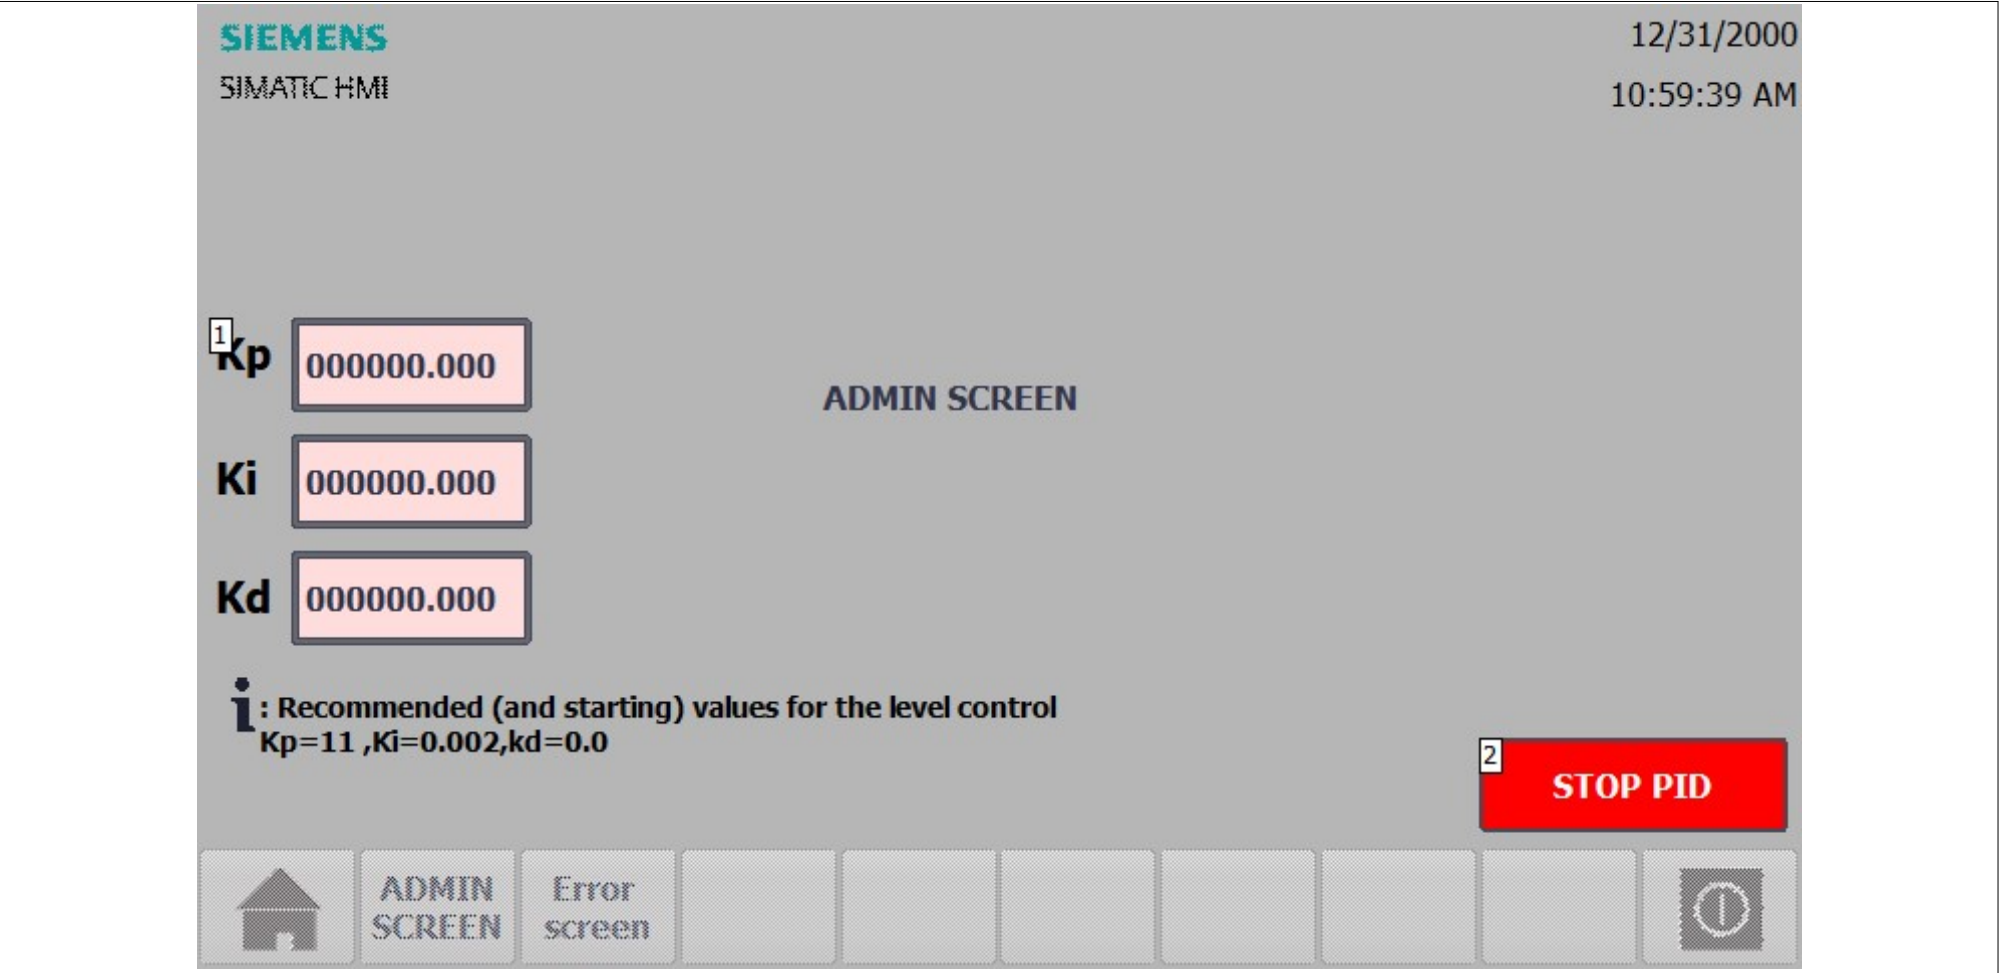 SIEMENS
12/31/2000
SIMATIC HMI
10:59:39 AM
1
Kp
000000.000
ADMIN SCREEN
Ki
000000.000
Kd
000000.000
i : Recommended (and starting) values for the level control
Kp=11 ,Ki=0.002,kd=0.0
2
STOP PID
ADMIN
SCREEN
Error
screen